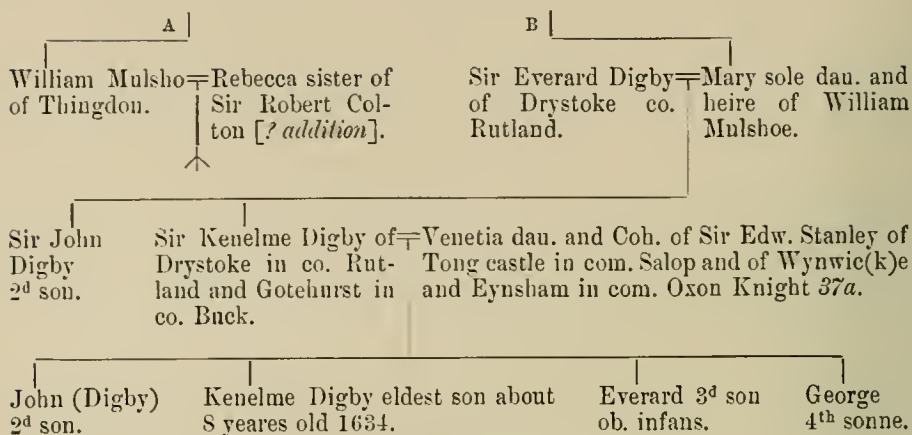 A
B
William Mulsho
of Thingdon.
Rebecca sister of
Sir Robert Col-
ton [? addition].
Sir Everard Digby
of Drystoke co.
Rutland.
Mary sole dau. and
heire of William
Mulshoe.
Sir John
Digby
2d son.
Sir Kenelme Digby of
Drystoke in co. Rut-
land and Gotehurst in
co. Buck.
Venetia dau. and Coh. of Sir Edw. Stanley of
Tong castle in com. Salop and of Wynwic(k)e
and Eynsham in com. Oxon Knight 37a.
John (Digby)
2d son.
Kenelme Digby eldest son about
8 yeares old 1634.
Everard 3d son
ob. infans.
George
4th sonne.